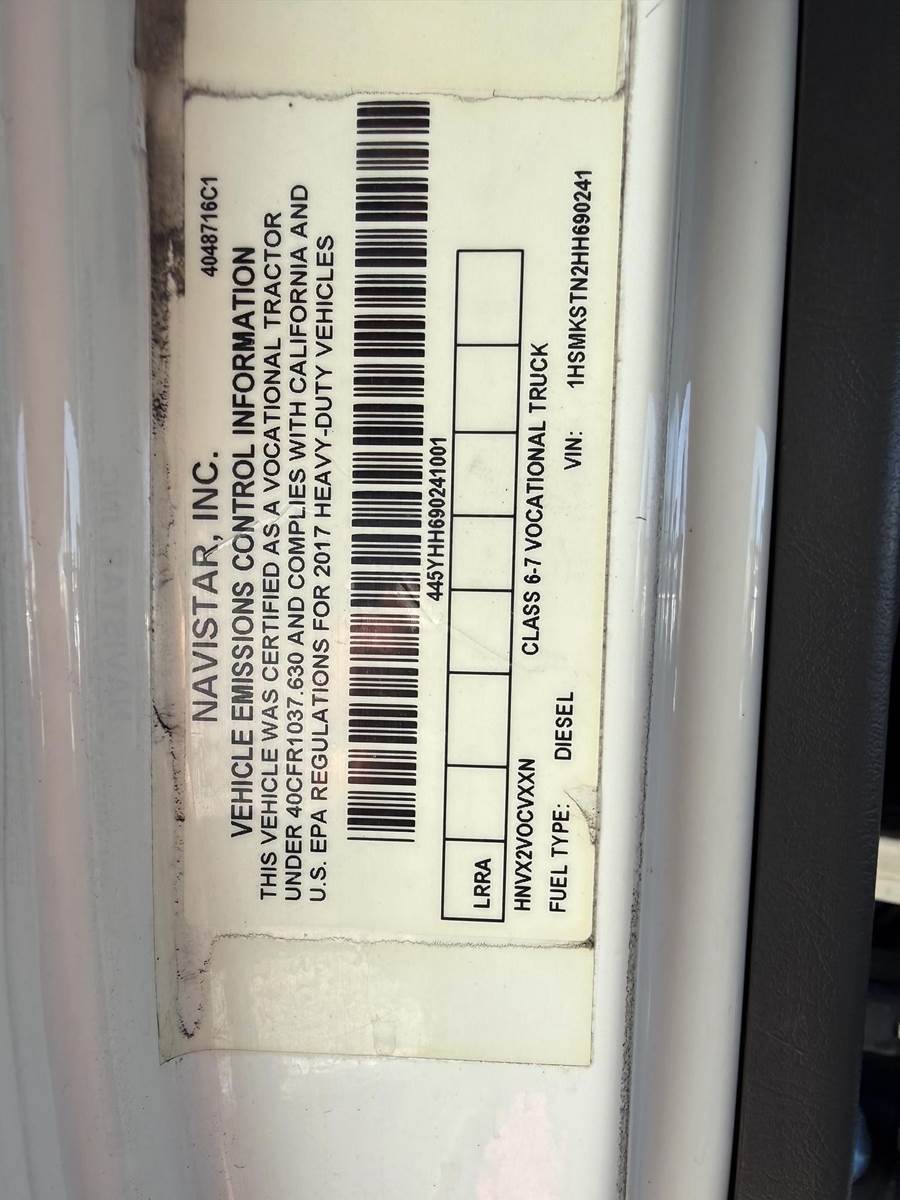 4048716C1
NAVISTAR, INC.
VEHICLE EMISSIONS CONTROL INFORMATION
THIS VEHICLE WAS CERTIFIED AS A VOCATIONAL TRACTOR
UNDER 40CFR1037.630 AND COMPLIES WITH CALIFORNIA AND
U.S. EPA REGULATIONS FOR 2017 HEAVY-DUTY VEHICLES
445YHH690241001
LRRA
HNVX2VOCVXXN CLASS 6-7 VOCATIONAL TRUCK
FUEL TYPE: DIESEL VIN: 1HSMKSTN2HH690241